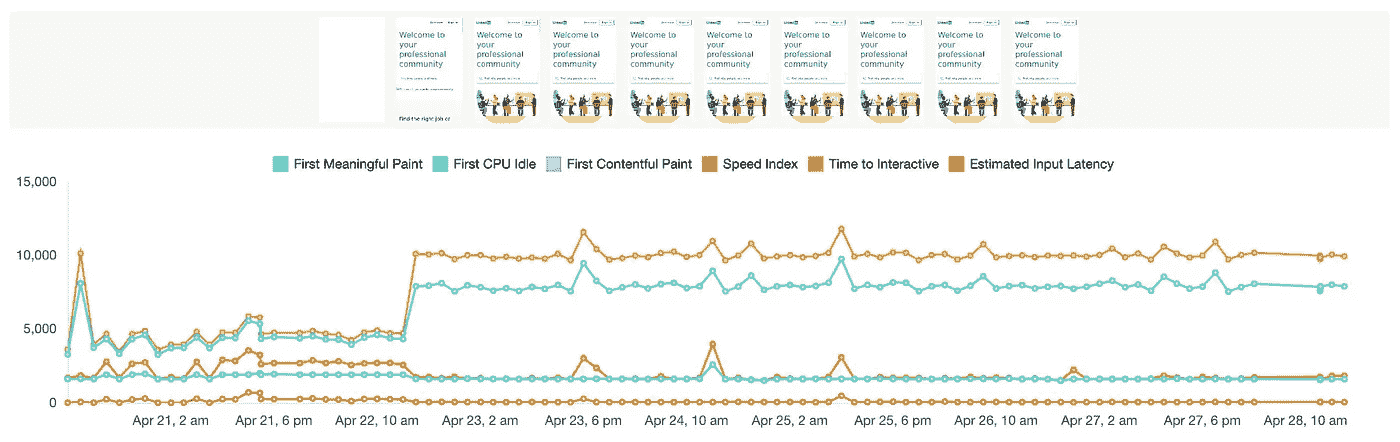 Welcome to
your
professional
community
Find the right job or
Welcome to
your
professional
community
Welcome to
your
professional
community
Welcome to
your
professional
community
Welcome to
your
professional
community
Welcome to
your
professional
community
Welcome to
your
professional
community
Welcome to
your
professional
community
Welcome to
your
professional
community
First Meaningful Paint
First CPU Idle
First Contentful Paint
Speed Index
Time to Interactive
Estimated Input Latency
15,000
10,000
5,000
0
Apr 21, 2 am
Apr 21, 6 pm
Apr 22, 10 am
Apr 23, 2 am
Apr 23, 6 pm
Apr 24, 10 am
Apr 25, 2 am
Apr 25, 6 pm
Apr 26, 10 am
Apr 27, 2 am
Apr 27, 6 pm
Apr 28, 10 am